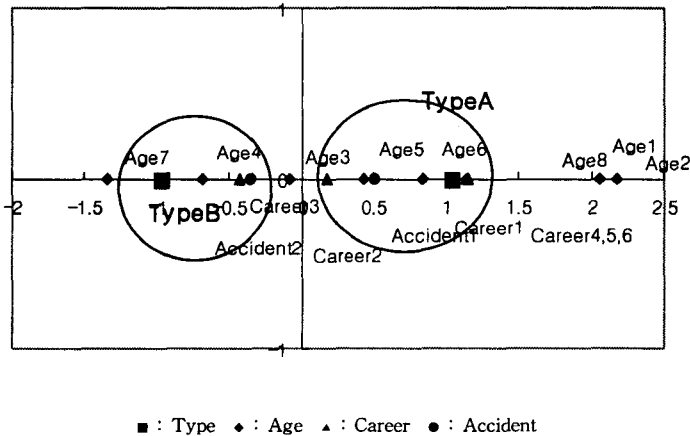 1
TypeA
Age7 Age4 Age3 Age5 Age6 Age8 Age1 Age2
0
-2 -1.5 -1 -0.5 0 0.5 1 1.5 2 2.5
TypeB Career3
Accident2 Career2 Accident1 Career1 Career4,5,6
-1
■ : Type ◆ : Age ▲ : Career ● : Accident